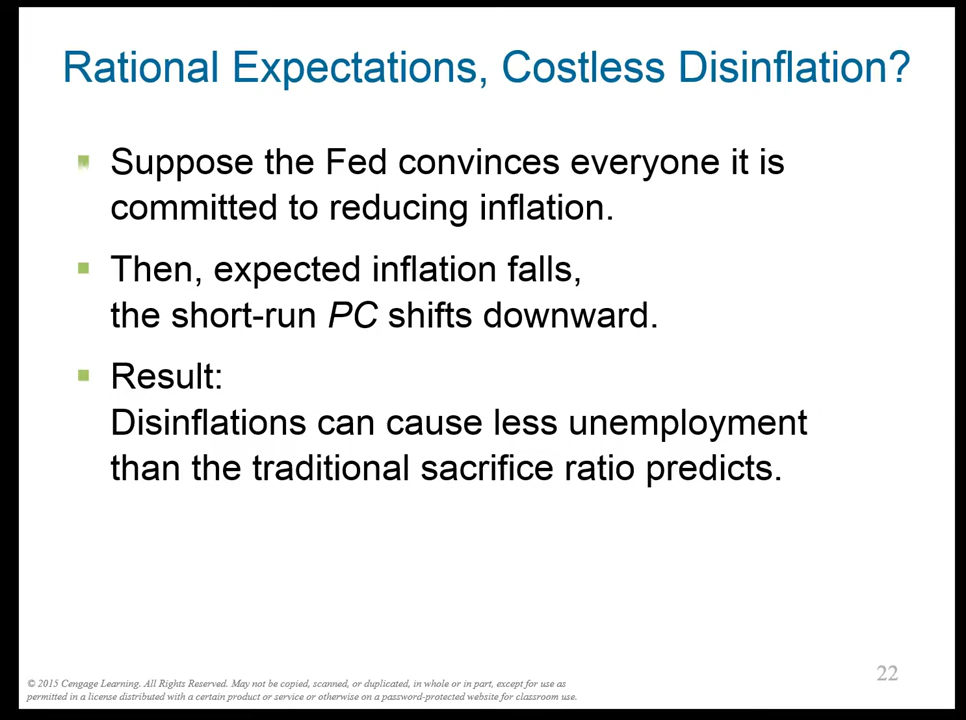 Rational Expectations, Costless Disinflation?
Suppose the Fed convinces everyone it is
committed to reducing inflation.
Then, expected inflation falls,
the short-run PC shifts downward.
Result:
Disinflations can cause less unemployment
than the traditional sacrifice ratio predicts.
22
© 2015 Cengage Learning. All Rights Reserved. May not be copied, scanned, or duplicated, in whole or in part, except for use as
permitted in a license distributed with a certain product or service or otherwise on a password-protected website for classroom use.